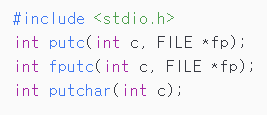 #include <stdio.h>
int putc(int c, FILE *fp);
int fputc(int c, FILE *fp);
int putchar(int c);